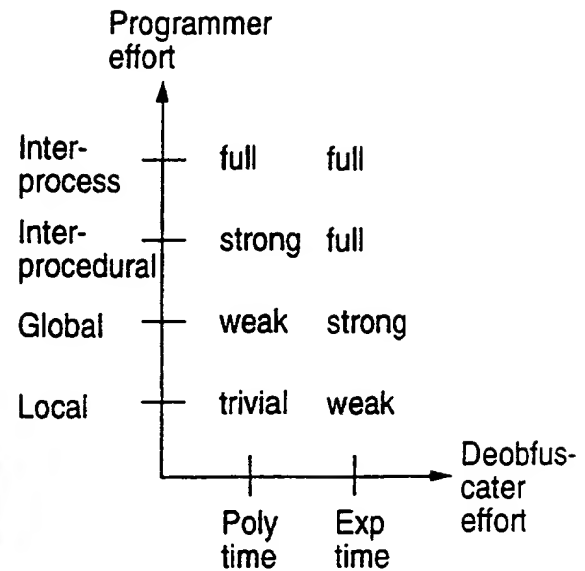 Programmer
effort
Inter-
process
full full
Inter-
procedural
strong full
Global weak strong
Local trivial weak
Deobfus-
cater
effort
Poly
time
Exp
time